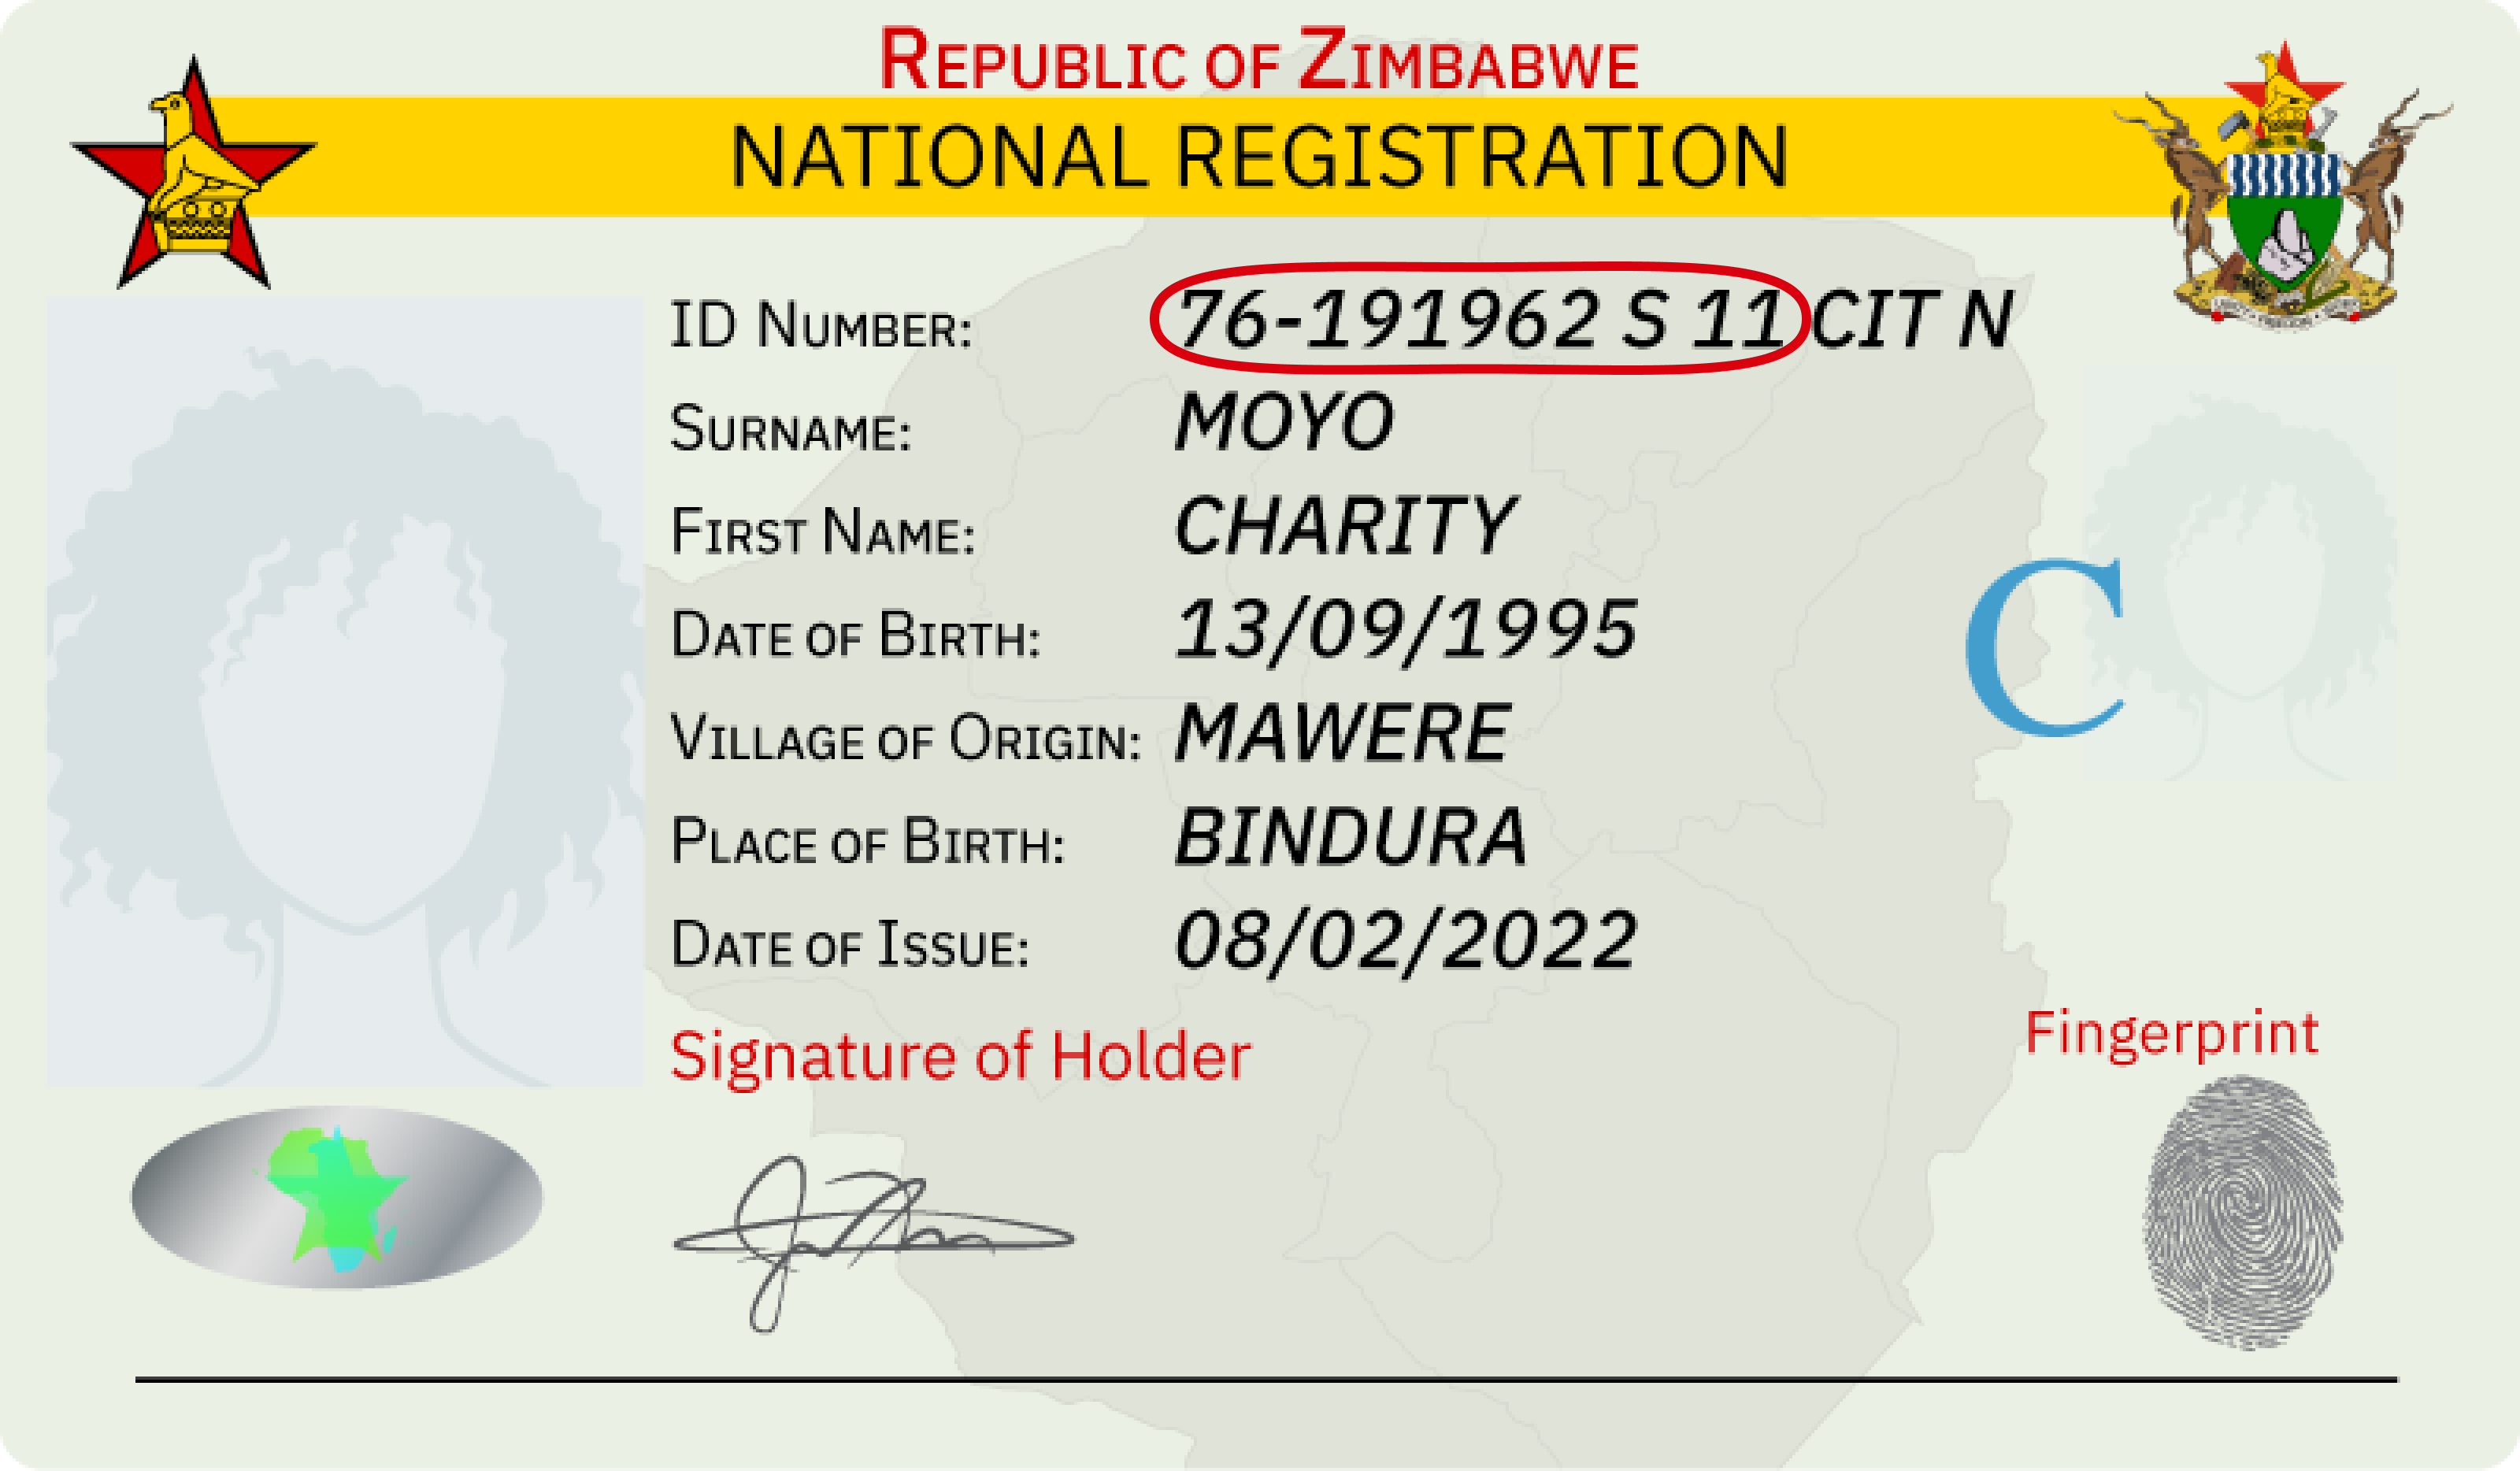 Republic of Zimbabwe
NATIONAL REGISTRATION
ID Number: 76-191962 S 11 CIT N
Surname: MOYO
First Name: CHARITY
Date of Birth: 13/09/1995
Village of Origin: MAWERE
Place of Birth: BINDURA
Date of Issue: 08/02/2022
C
Signature of Holder
Fingerprint